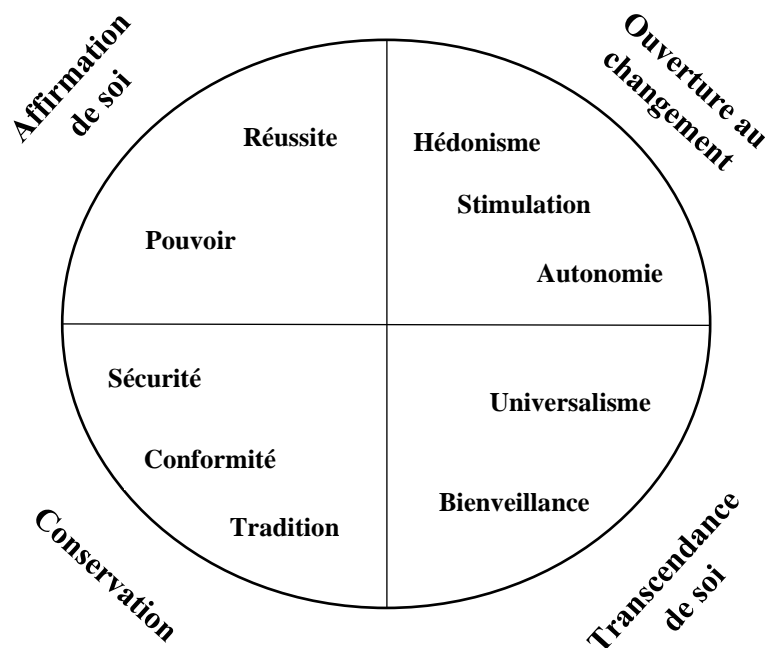 Affirmation
de soi
Ouverture au
changement
Réussite
Hédonisme
Stimulation
Pouvoir
Autonomie
Sécurité
Universalisme
Conformité
Bienveillance
Tradition
Conservation
Transcendance
de soi